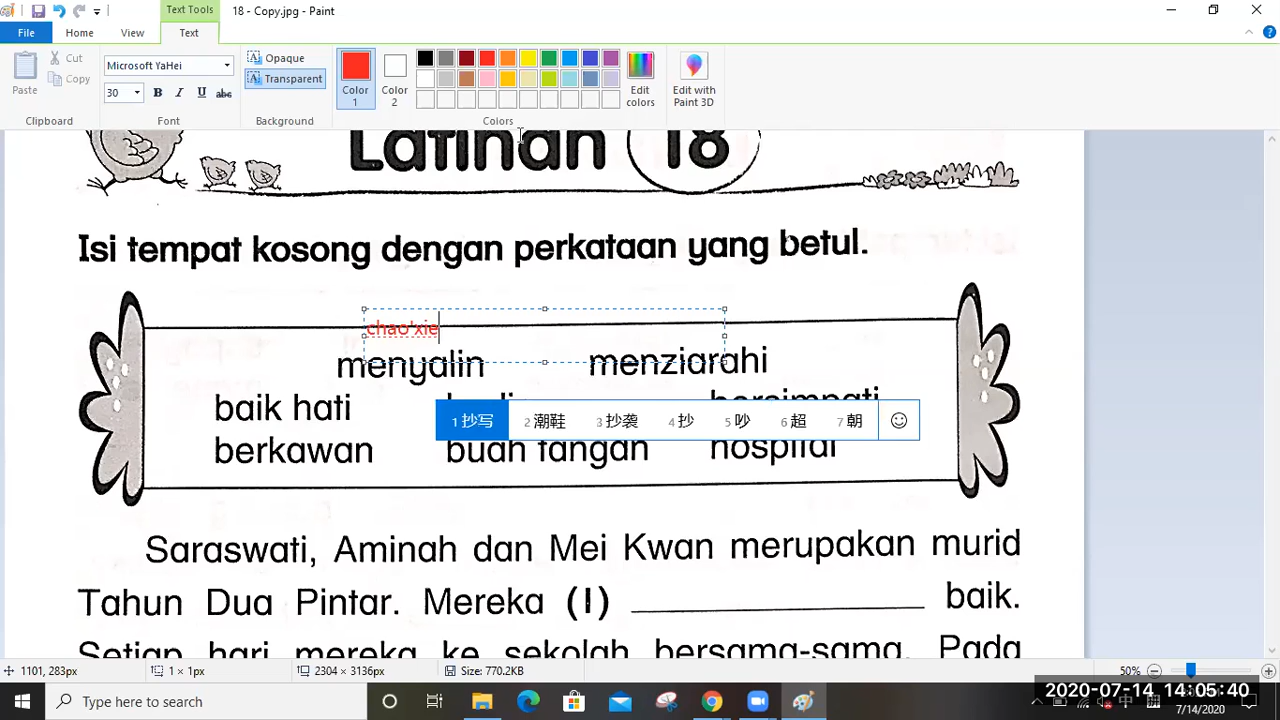 Text Tools
18 - Copy.jpg - Paint
File
Home
View
Text
Paste
Cut
Copy
Microsoft YaHei
30
B
I
U
abc
Opaque
Transparent
Color 1
Color 2
Edit colors
Edit with Paint 3D
Clipboard
Font
Background
Colors
Latihan 18
Isi tempat kosong dengan perkataan yang betul.
chao'xie
menyalin menziarahi
baik hati bersimpati
1 抄写 2 潮鞋 3 抄袭 4 抄 5 吵 6 超 7 朝
berkawan buah tangan hospital
Saraswati, Aminah dan Mei Kwan merupakan murid
Tahun Dua Pintar. Mereka (1) ____ baik.
Setiap hari mereka ke sekolah bersama-sama. Pada
1101, 283px
1 × 1px
2304 × 3136px
Size: 770.2KB
50%
Type here to search
中
拼
2020-07-14 14:05:40
7/14/2020